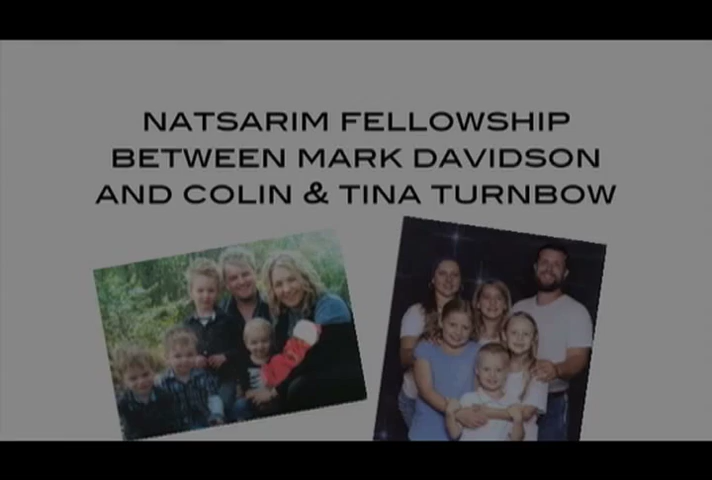 NATSARIM FELLOWSHIP
BETWEEN MARK DAVIDSON
AND COLIN & TINA TURNBOW